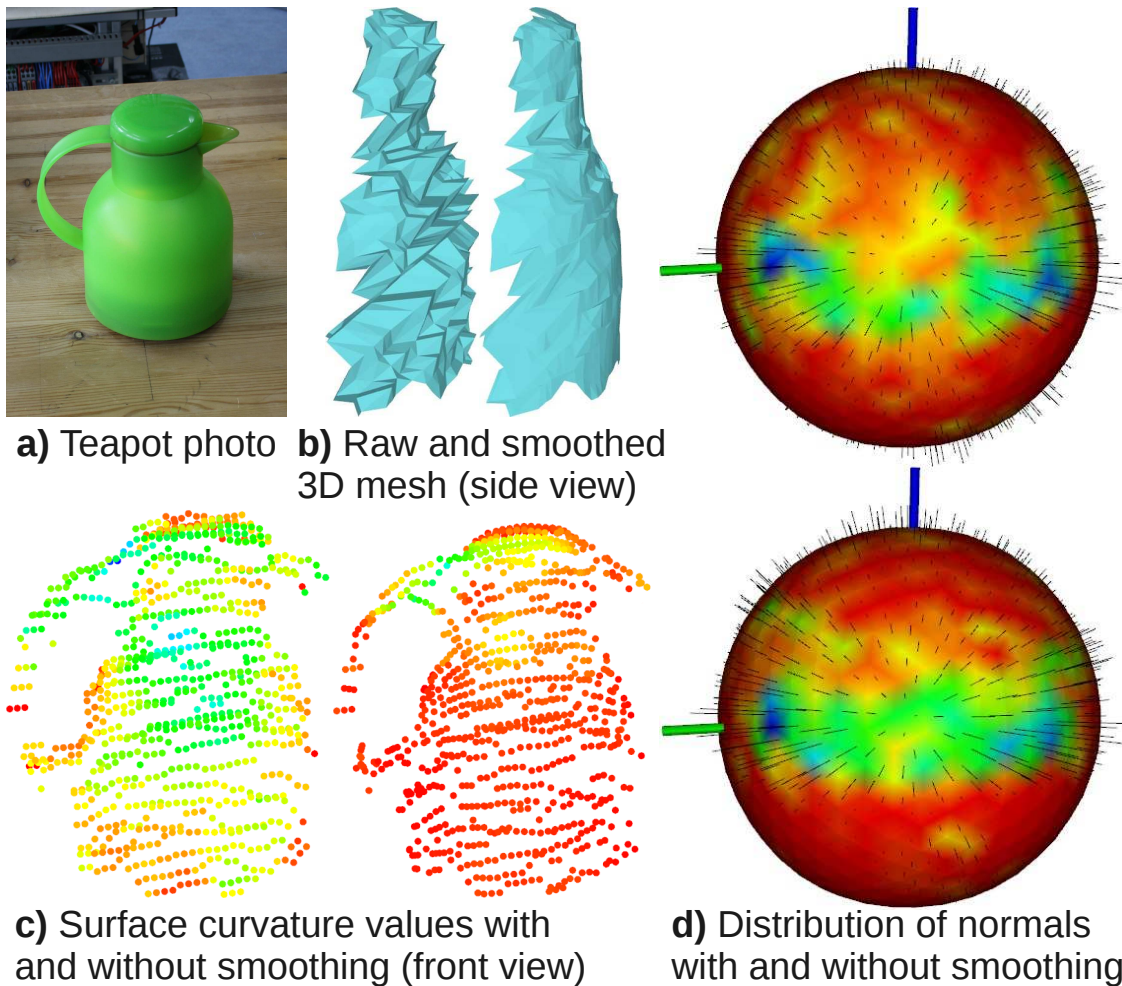 a) Teapot photo
b) Raw and smoothed
3D mesh (side view)
c) Surface curvature values with
and without smoothing (front view)
d) Distribution of normals
with and without smoothing